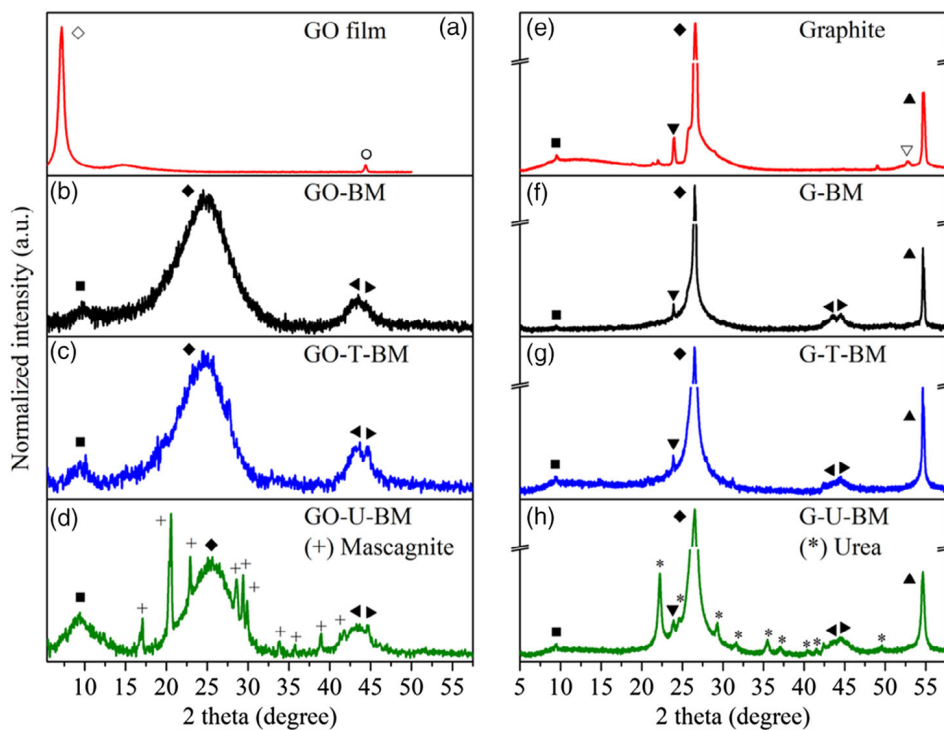 Normalized intensity (a.u.)
GO film (a)
(b) GO-BM
(c) GO-T-BM
(d) GO-U-BM
(+) Mascagnite
10 15 20 25 30 35 40 45 50 55
2 theta (degree)
(e) Graphite
(f) G-BM
(g) G-T-BM
(h) G-U-BM
(*) Urea
5 10 15 20 25 30 35 40 45 50 55
2 theta (degree)